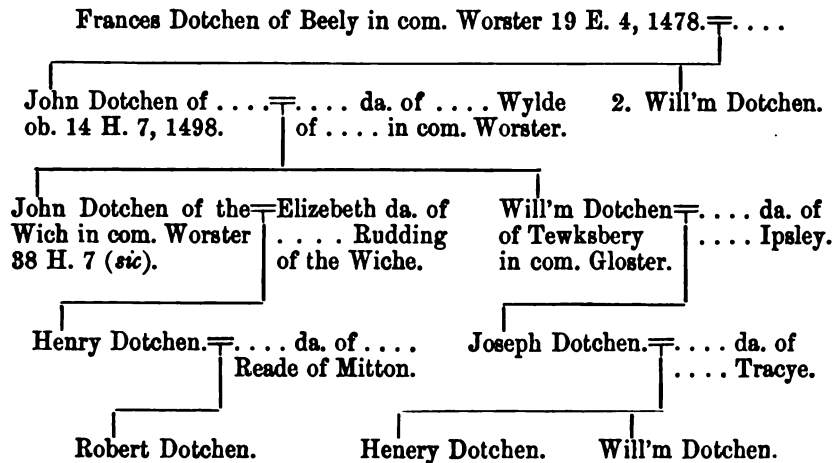 Frances Dotchen of Beely in com. Worster 19 E. 4, 1478.=. . . .
John Dotchen of . . . .=. . . . da. of . . . . Wylde
ob. 14 H. 7, 1498.
of . . . . in com. Worster.
2. Will'm Dotchen.
John Dotchen of the=Elizebeth da. of
Wich in com. Worster
. . . . Rudding
38 H. 7 (sic).
of the Wiche.
Will'm Dotchen=. . . . da. of
of Tewksbery
. . . . Ipsley.
in com. Gloster.
Henry Dotchen.=. . . . da. of . . . .
Reade of Mitton.
Joseph Dotchen.=. . . . da. of
. . . . Tracye.
Robert Dotchen.
Henery Dotchen.
Will'm Dotchen.